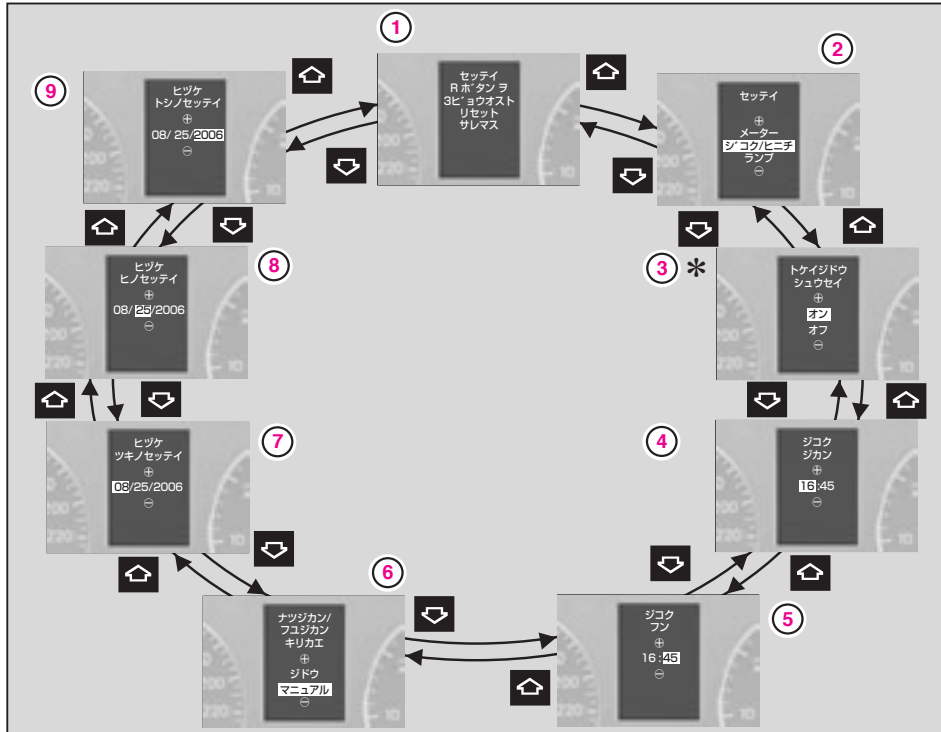 1
セッテイ
R ボタン ヲ
3ビョウオスト
リセット
サレマス
2
セッテイ
⊕
メーター
ジコク/ヒニチ
ランプ
⊖
3 *
トケイジドウ
シュウセイ
⊕
オン
オフ
⊖
4
ジコク
ジカン
⊕
16:45
⊖
5
ジコク
フン
⊕
16:45
⊖
6
ナツジカン/
フユジカン
キリカエ
⊕
ジドウ
マニュアル
⊖
7
ヒヅケ
ツキノセッテイ
⊕
08/25/2006
⊖
8
ヒヅケ
ヒノセッテイ
⊕
08/ 25/2006
⊖
9
ヒヅケ
トシノセッテイ
⊕
08/ 25/2006
⊖